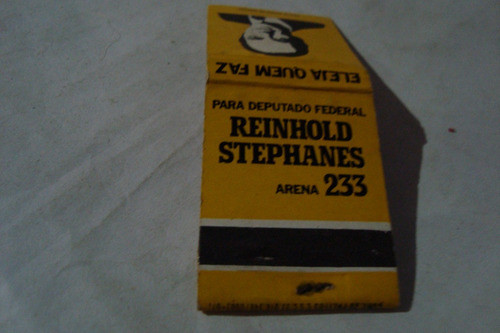 ELEJA QUEM FAZ
PARA DEPUTADO FEDERAL
REINHOLD
STEPHANES
ARENA 233